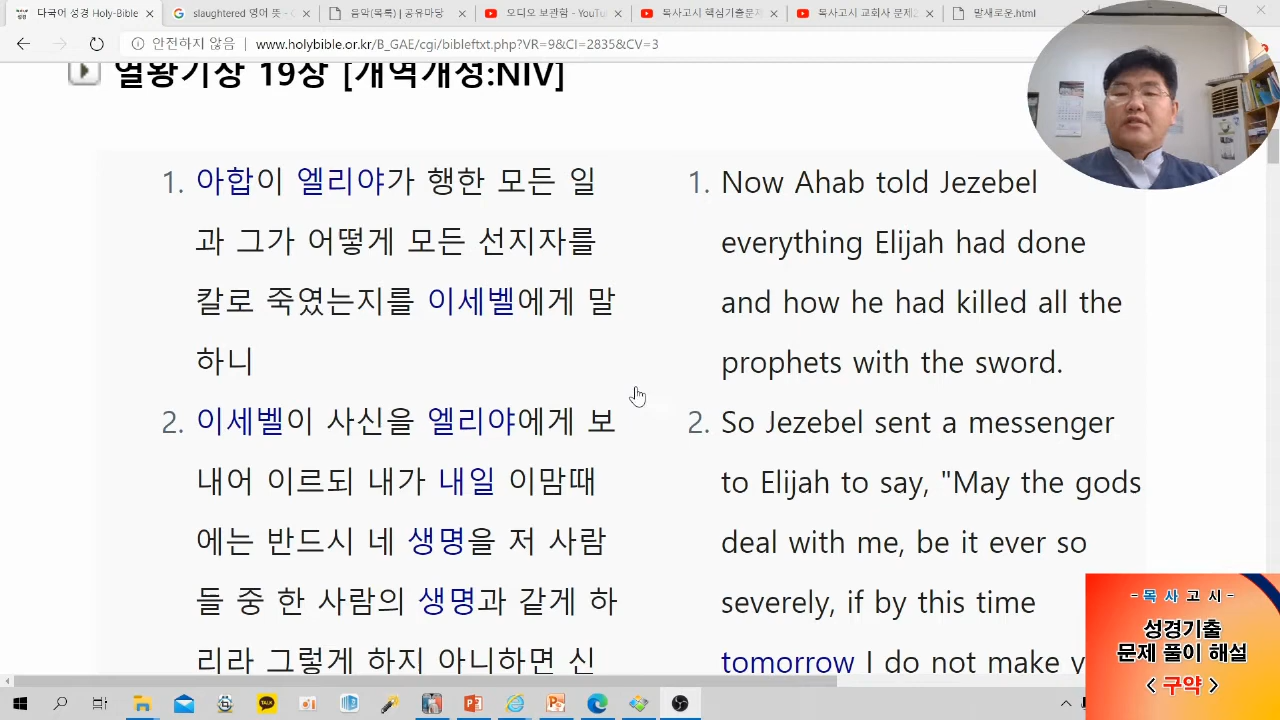 다국어 성경 Holy-Bible
slaughtered 영어 뜻 -
음악(목록) | 공유마당
오디오 보관함 - YouTu
목사고시 핵심기출문
목사고시 교회사 문제2
말새로운.html
안전하지 않음
www.holybible.or.kr/B_GAE/cgi/bibleftxt.php?VR=9&CI=2835&CV=3
열왕기상 19장 [개역개정:NIV]
1. 아합이 엘리야가 행한 모든 일
과 그가 어떻게 모든 선지자를
칼로 죽였는지를 이세벨에게 말
하니
2. 이세벨이 사신을 엘리야에게 보
내어 이르되 내가 내일 이맘때
에는 반드시 네 생명을 저 사람
들 중 한 사람의 생명과 같게 하
리라 그렇게 하지 아니하면 신
1. Now Ahab told Jezebel
everything Elijah had done
and how he had killed all the
prophets with the sword.
2. So Jezebel sent a messenger
to Elijah to say, "May the gods
deal with me, be it ever so
severely, if by this time
tomorrow I do not make
- 목 사 고 시 -
성경기출
문제 풀이 해설
< 구약 >